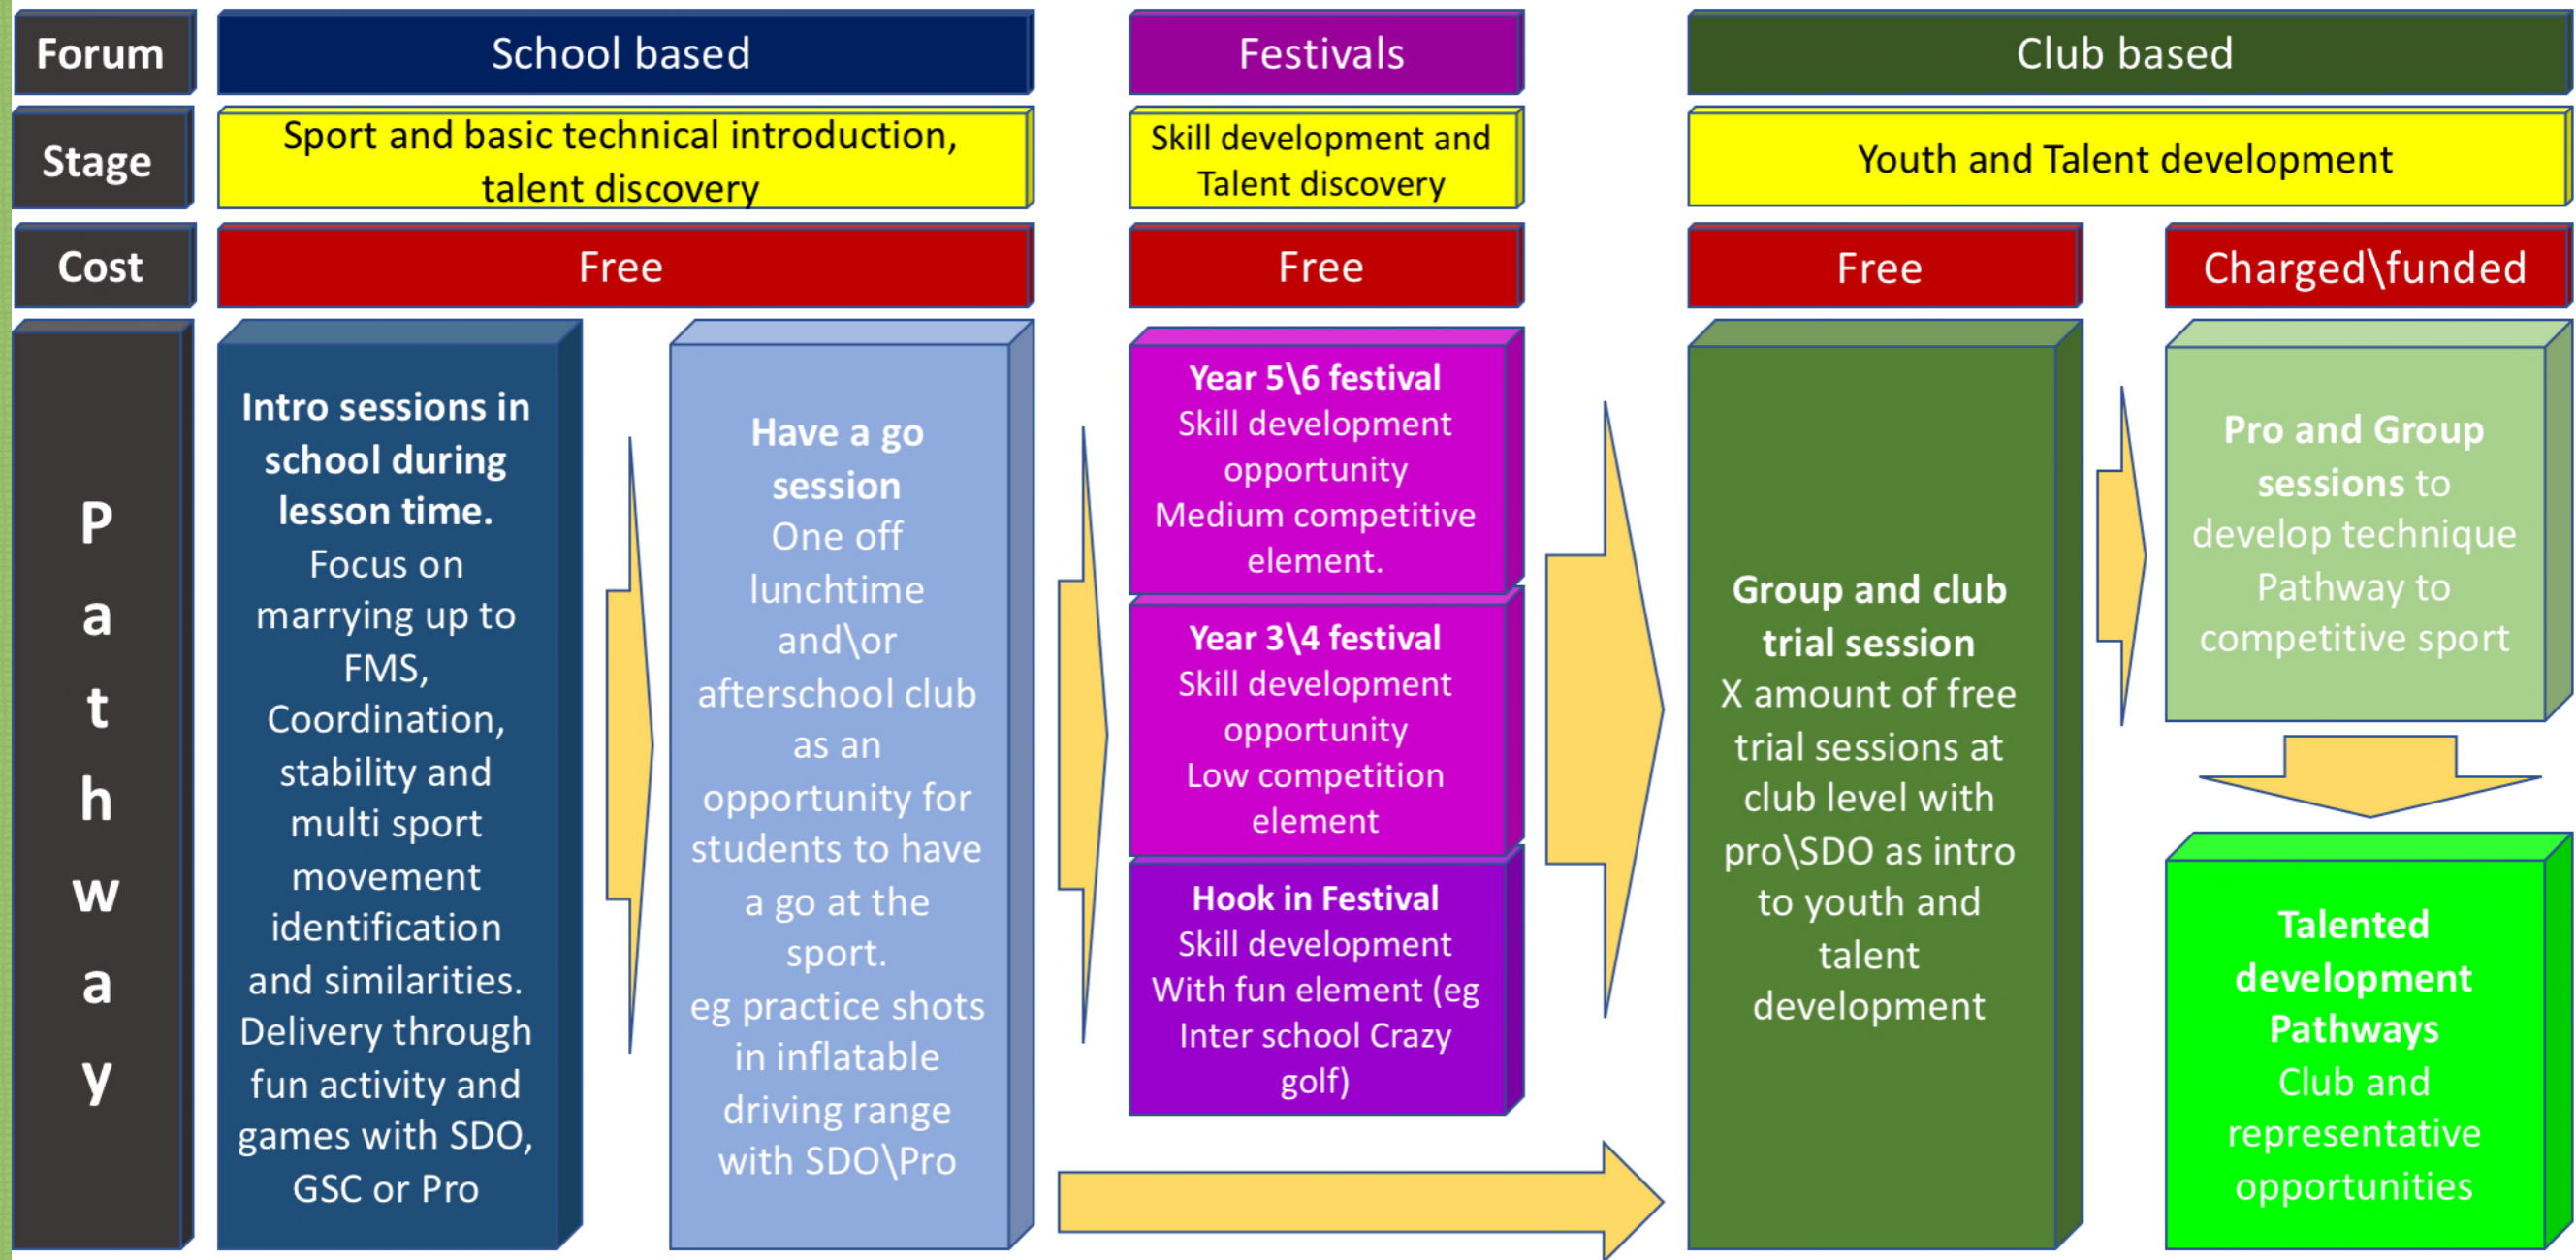 Forum
School based
Festivals
Club based
Stage
Sport and basic technical introduction,
talent discovery
Skill development and
Talent discovery
Youth and Talent development
Cost
Free
Free
Free
Charged\funded
P
a
t
h
w
a
y
Intro sessions in
school during
lesson time.
Focus on
marrying up to
FMS,
Coordination,
stability and
multi sport
movement
identification
and similarities.
Delivery through
fun activity and
games with SDO,
GSC or Pro
Have a go
session
One off
lunchtime
and\or
afterschool club
as an
opportunity for
students to have
a go at the
sport.
eg practice shots
in inflatable
driving range
with SDO\Pro
Year 5\6 festival
Skill development
opportunity
Medium competitive
element.
Year 3\4 festival
Skill development
opportunity
Low competition
element
Hook in Festival
Skill development
With fun element (eg
Inter school Crazy
golf)
Group and club
trial session
X amount of free
trial sessions at
club level with
pro\SDO as intro
to youth and
talent
development
Pro and Group
sessions to
develop technique
Pathway to
competitive sport
Talented
development
Pathways
Club and
representative
opportunities